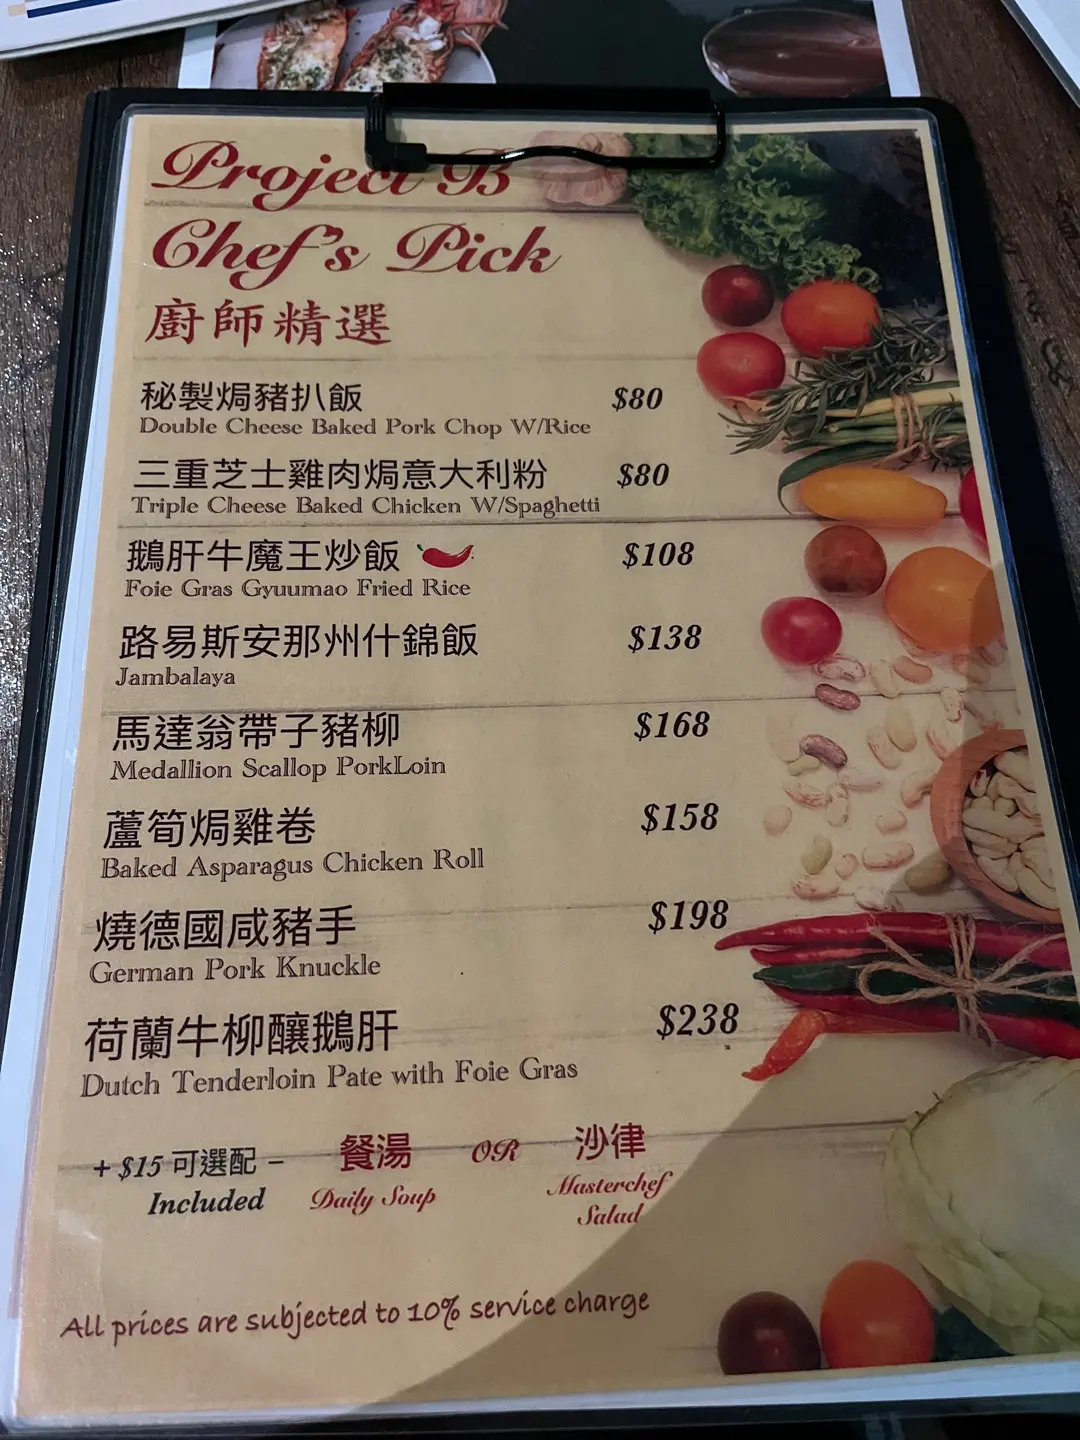 Project B
Chef's Pick
廚師精選
秘製焗豬扒飯 $80
Double Cheese Baked Pork Chop W/Rice
三重芝士雞肉焗意大利粉 $80
Triple Cheese Baked Chicken W/Spaghetti
鵝肝牛魔王炒飯 $108
Foie Gras Gyuumao Fried Rice
路易斯安那州什錦飯 $138
Jambalaya
馬達翁帶子豬柳 $168
Medallion Scallop PorkLoin
蘆筍焗雞卷 $158
Baked Asparagus Chicken Roll
燒德國咸豬手 $198
German Pork Knuckle
荷蘭牛柳釀鵝肝 $238
Dutch Tenderloin Pate with Foie Gras
+ $15 可選配 – 餐湯 OR 沙律
Included Daily Soup Masterchef
Salad
All prices are subjected to 10% service charge